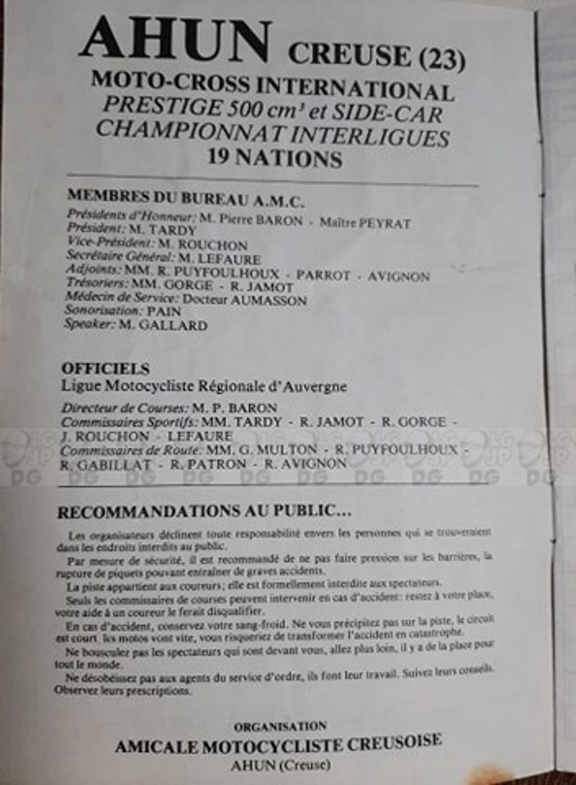 AHUN CREUSE (23)
MOTO-CROSS INTERNATIONAL
PRESTIGE 500 cm³ et SIDE-CAR
CHAMPIONNAT INTERLIGUES
19 NATIONS
MEMBRES DU BUREAU A.M.C.
Présidents d'Honneur: M. Pierre BARON - Maître PEYRAT
Président: M. TARDY
Vice-Président: M. ROUCHON
Secrétaire Général: M. LEFAURE
Adjoints: MM. R. PUYFOULHOUX - PARROT - AVIGNON
Trésoriers: MM. GORGE - R. JAMOT
Médecin de Service: Docteur AUMASSON
Sonorisation: PAIN
Speaker: M. GALLARD
OFFICIELS
Ligue Motocycliste Régionale d'Auvergne
Directeur de Courses: M. P. BARON
Commissaires Sportifs: MM. TARDY - R. JAMOT - R. GORGE -
J. ROUCHON - LEFAURE
Commissaires de Route: MM. G. MULTON - R. PUYFOULHOUX -
R. GABILLAT - R. PATRON - R. AVIGNON
DG DG DG DG DG
RECOMMANDATIONS AU PUBLIC...
Les organisateurs déclinent toute responsabilité envers les personnes qui se trouveraient
dans les endroits interdits au public.
Par mesure de sécurité, il est recommandé de ne pas faire pression sur les barrières, la
rupture de piquets pouvant entraîner de graves accidents.
La piste appartient aux coureurs; elle est formellement interdite aux spectateurs.
Seuls les commissaires de courses peuvent intervenir en cas d'accident: restez à votre place,
votre aide à un coureur le ferait disqualifier.
En cas d'accident, conservez votre sang-froid. Ne vous précipitez pas sur la piste, le circuit
est court, les motos vont vite, vous risqueriez de transformer l'accident en catastrophe.
Ne bousculez pas les spectateurs qui sont devant vous, allez plus loin, il y a de la place pour
tout le monde.
Ne désobéissez pas aux agents du service d'ordre, ils font leur travail. Suivez leurs conseils.
Observez leurs prescriptions.
ORGANISATION
AMICALE MOTOCYCLISTE CREUSOISE
AHUN (Creuse)